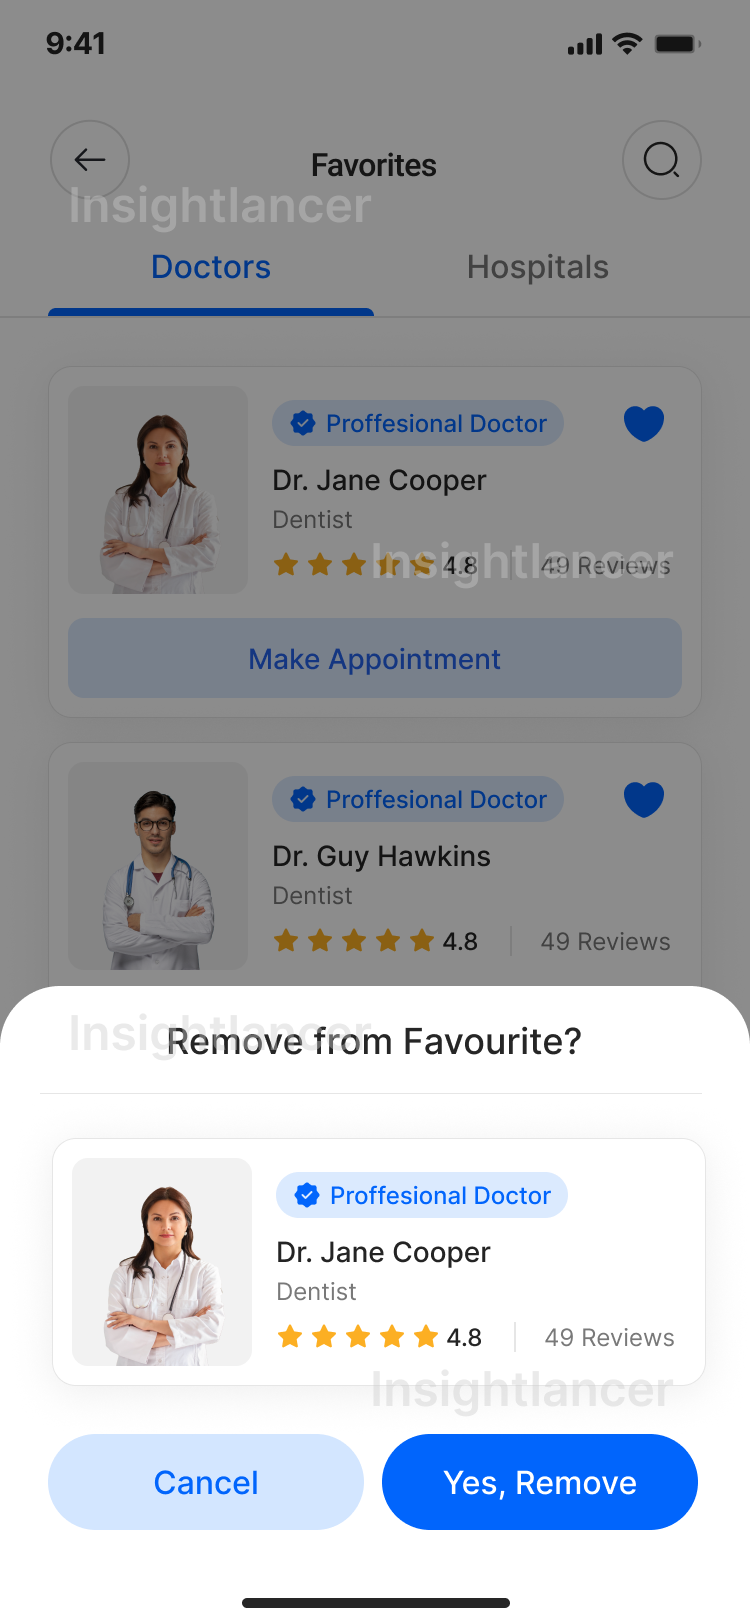 9:41
Favorites
Insightlancer
Doctors
Hospitals
Proffesional Doctor
Dr. Jane Cooper
Dentist
4.8
49 Reviews
Insightlancer
Make Appointment
Proffesional Doctor
Dr. Guy Hawkins
Dentist
4.8
49 Reviews
Insightlancer
Remove from Favourite?
Proffesional Doctor
Dr. Jane Cooper
Dentist
4.8
49 Reviews
Insightlancer
Cancel
Yes, Remove